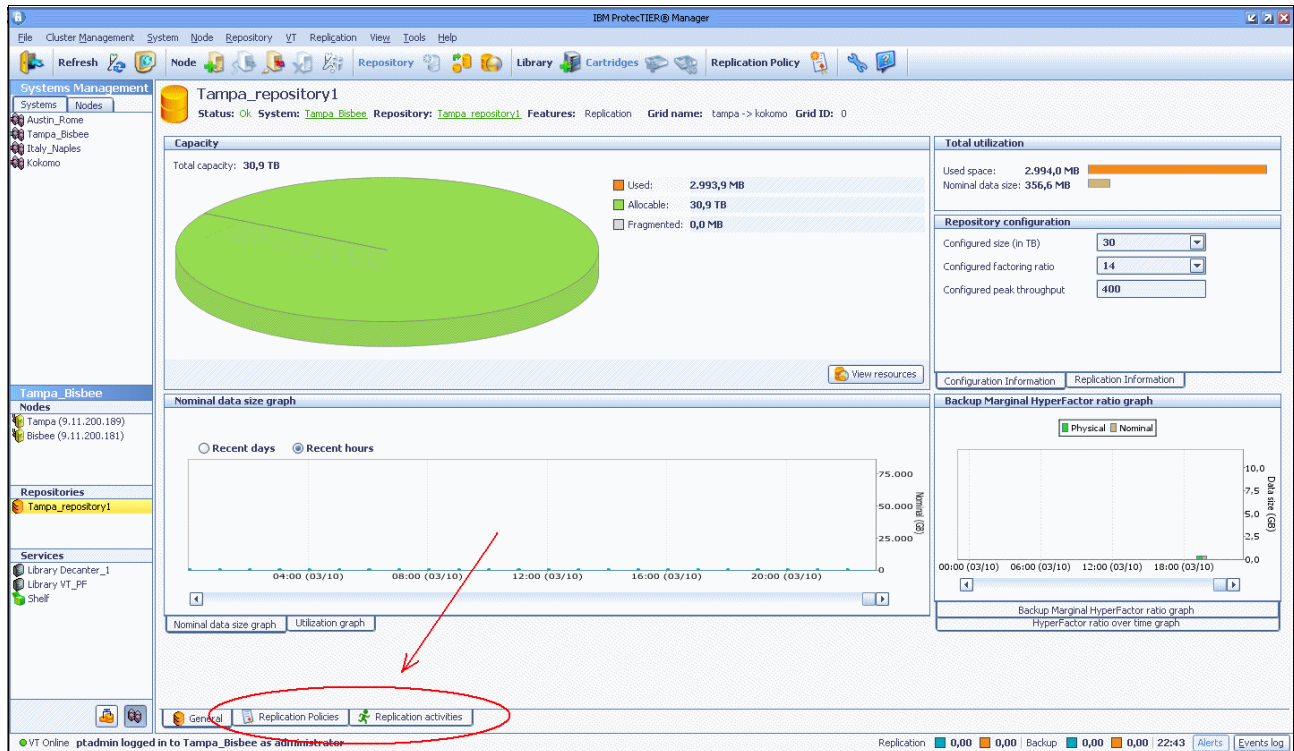 IBM ProtecTIER® Manager
File Cluster Management System Node Repository VT Replication View Tools Help
Refresh Node Repository Library Cartridges Replication Policy
Systems Management
Systems Nodes
Austin_Rome
Tampa_Bisbee
Italy_Naples
Kokomo
Tampa_Bisbee
Nodes
Tampa (9.11.200.189)
Bisbee (9.11.200.181)
Repositories
Tampa_repository1
Services
Library Decanter_1
Library VT_PF
Shelf
Tampa_repository1
Status: Ok System: Tampa Bisbee Repository: Tampa repository1 Features: Replication Grid name: tampa -> kokomo Grid ID: 0
Capacity
Total capacity: 30,9 TB
Used: 2.993,9 MB
Allocable: 30,9 TB
Fragmented: 0,0 MB
View resources
Total utilization
Used space: 2.994,0 MB
Nominal data size: 356,6 MB
Repository configuration
Configured size (in TB) 30
Configured factoring ratio 14
Configured peak throughput 400
Configuration Information Replication Information
Nominal data size graph
Recent days Recent hours
75.000
50.000
25.000
0
Nominal (GB)
04:00 (03/10) 08:00 (03/10) 12:00 (03/10) 16:00 (03/10) 20:00 (03/10)
Nominal data size graph Utilization graph
Backup Marginal HyperFactor ratio graph
Physical Nominal
10,0
7,5
5,0
2,5
0,0
Data size (GB)
00:00 (03/10) 06:00 (03/10) 12:00 (03/10) 18:00 (03/10)
Backup Marginal HyperFactor ratio graph
HyperFactor ratio over time graph
General Replication Policies Replication activities
VT Online ptadmin logged in to Tampa_Bisbee as administrator
Replication 0,00 0,00 Backup 0,00 0,00 22:43 Alerts Events log